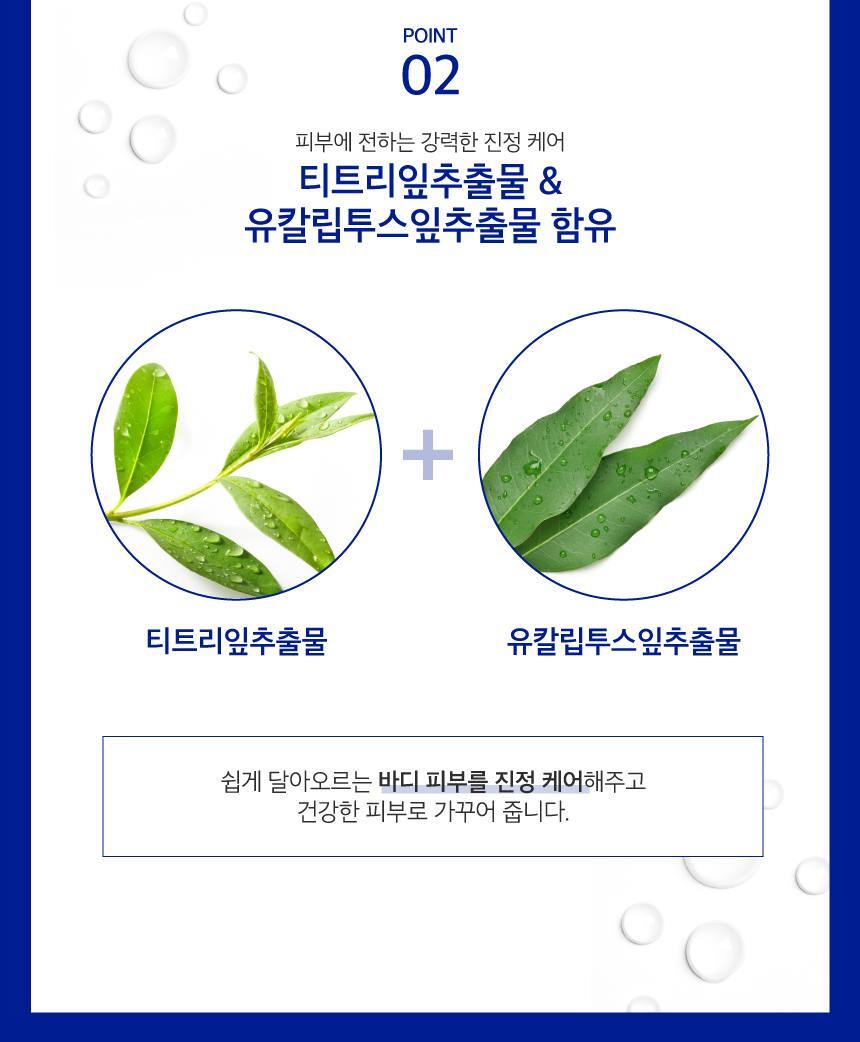 POINT
02
피부에 전하는 강력한 진정 케어
티트리잎추출물 &
유칼립투스잎추출물 함유
티트리잎추출물
유칼립투스잎추출물
쉽게 달아오르는 바디 피부를 진정 케어해주고
건강한 피부로 가꾸어 줍니다.